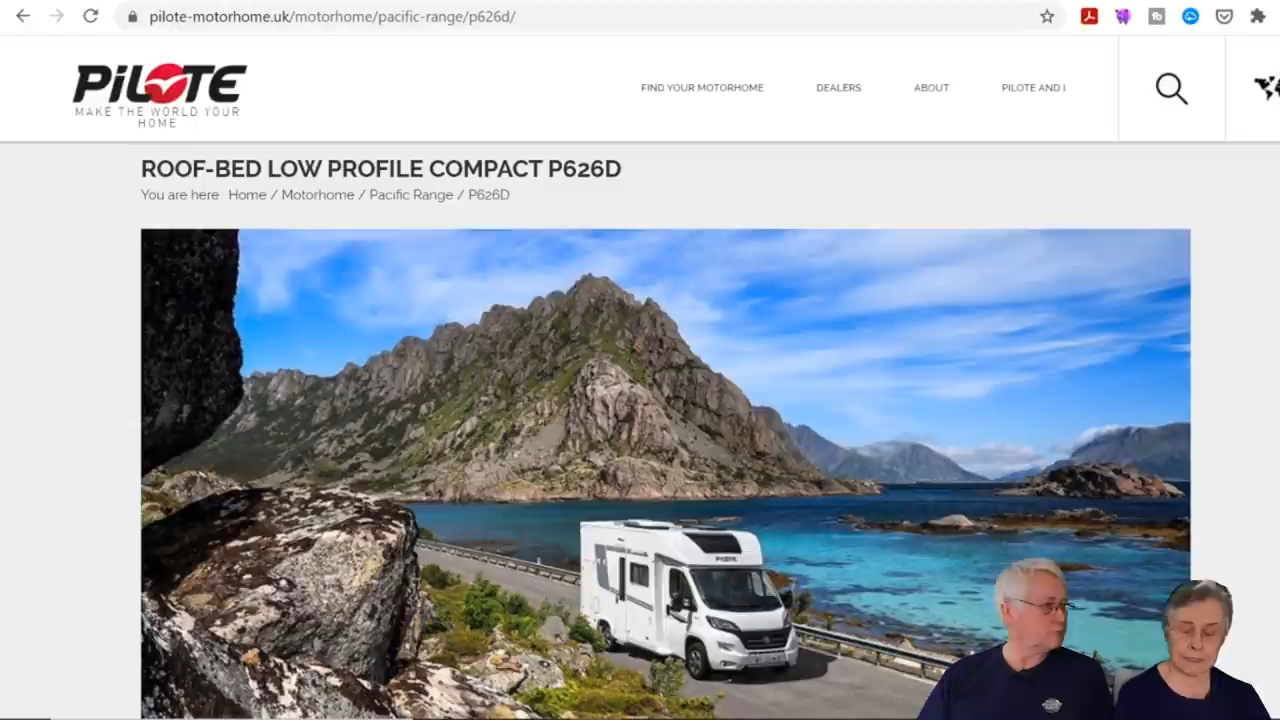 pilote-motorhome.uk/motorhome/pacific-range/p626d/
PiLOTE
MAKE THE WORLD YOUR
HOME
FIND YOUR MOTORHOME DEALERS ABOUT PILOTE AND I
ROOF-BED LOW PROFILE COMPACT P626D
You are here Home / Motorhome / Pacific Range / P626D
PILOTE